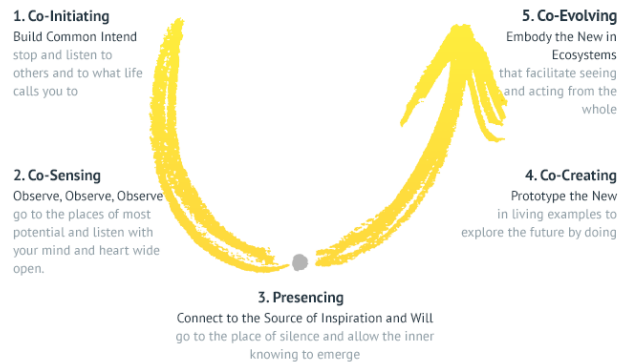 1. Co-Initiating
Build Common Intend
stop and listen to
others and to what life
calls you to
2. Co-Sensing
Observe, Observe, Observe
go to the places of most
potential and listen with
your mind and heart wide
open.
3. Presencing
Connect to the Source of Inspiration and Will
go to the place of silence and allow the inner
knowing to emerge
4. Co-Creating
Prototype the New
in living examples to
explore the future by doing
5. Co-Evolving
Embody the New in
Ecosystems
that facilitate seeing
and acting from the
whole